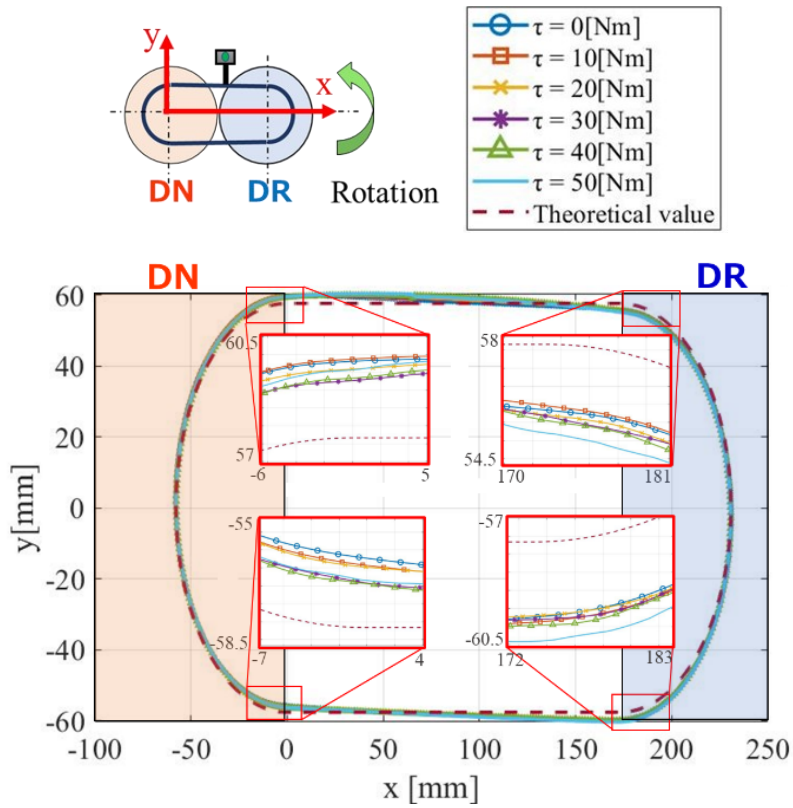 y
x
DN
DR
Rotation
τ = 0[Nm]
τ = 10[Nm]
τ = 20[Nm]
τ = 30[Nm]
τ = 40[Nm]
τ = 50[Nm]
Theoretical value
DN
DR
60
40
20
0
-20
-40
-60
y[mm]
60.5
57
-6
5
58
54.5
170
181
-55
-58.5
-7
4
-57
-60.5
172
183
-100
-50
0
50
100
150
200
250
x [mm]